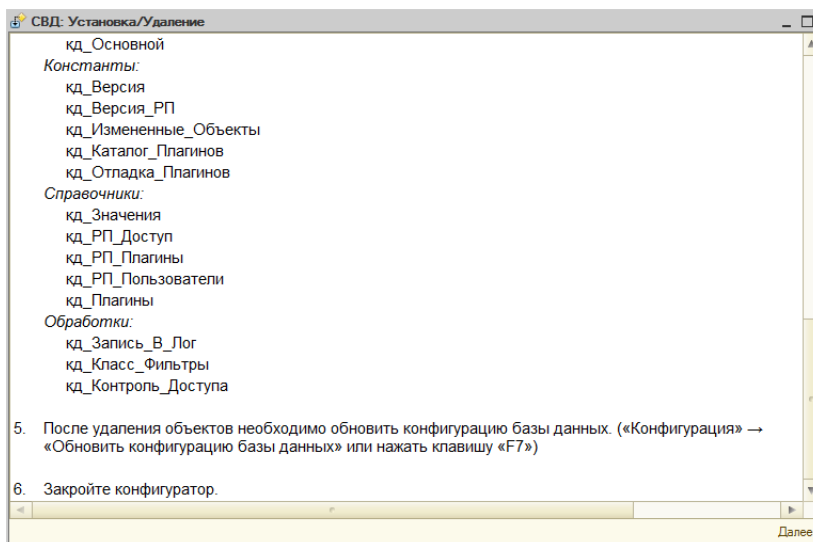 СВД: Установка/Удаление
кд_Основной
Константы:
кд_Версия
кд_Версия_РП
кд_Измененные_Объекты
кд_Каталог_Плагинов
кд_Отладка_Плагинов
Справочники:
кд_Значения
кд_РП_Доступ
кд_РП_Плагины
кд_РП_Пользователи
кд_Плагины
Обработки:
кд_Запись_В_Лог
кд_Класс_Фильтры
кд_Контроль_Доступа
5. После удаления объектов необходимо обновить конфигурацию базы данных. («Конфигурация» →
«Обновить конфигурацию базы данных» или нажать клавишу «F7»)
6. Закройте конфигуратор.
Далее